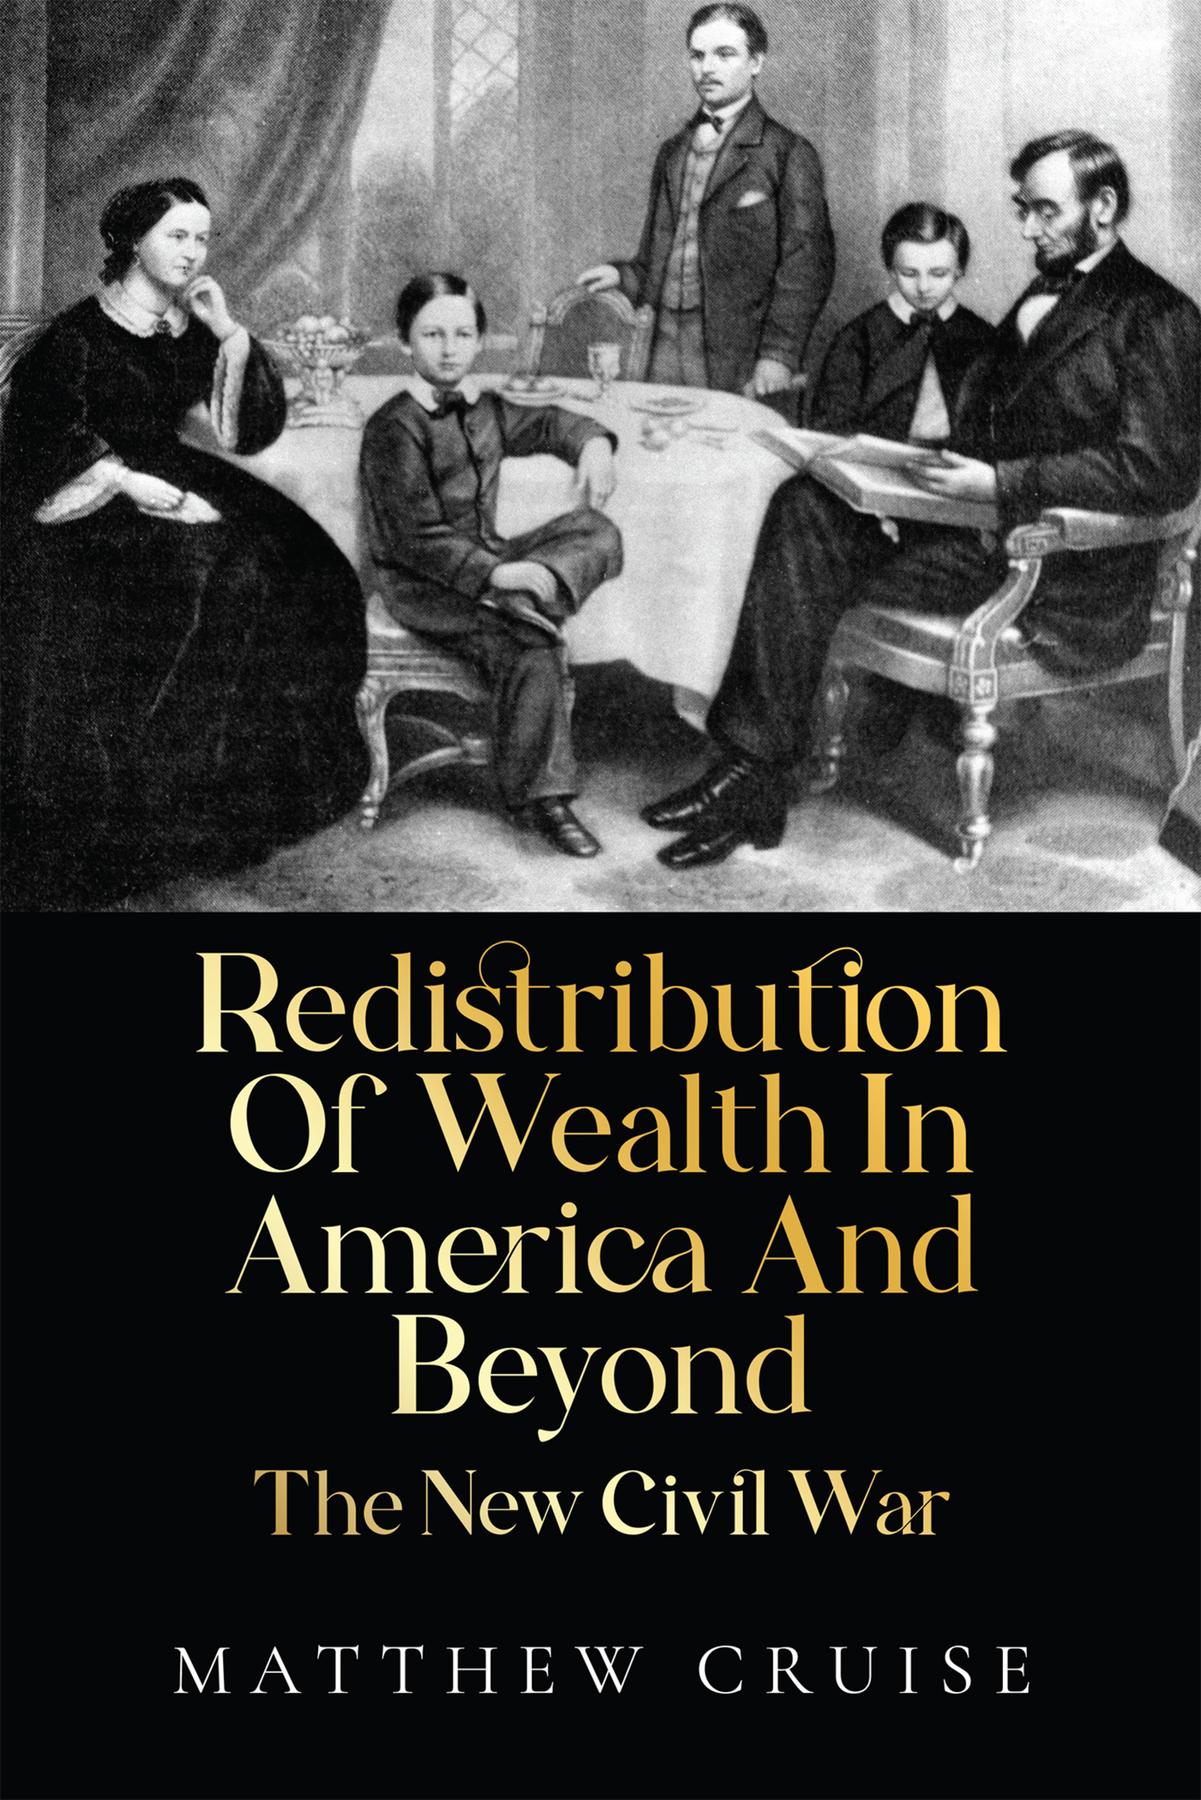 Redistribution
Of Wealth In
America And
Beyond
The New Civil War
MATTHEW CRUISE